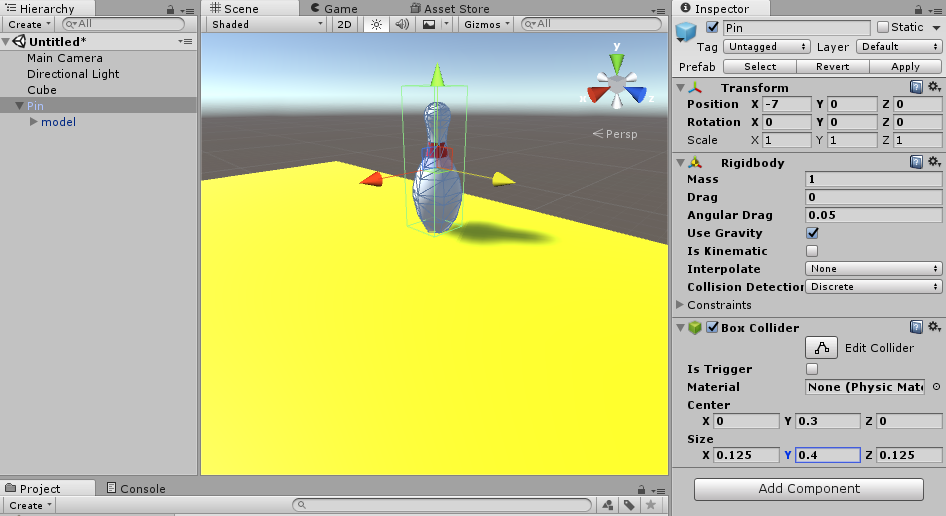 Hierarchy
Create All
Untitled*
Main Camera
Directional Light
Cube
Pin
model
Scene Game Asset Store
Shaded 2D Gizmos All
y
x z
Persp
Inspector
Pin Static
Tag Untagged Layer Default
Prefab Select Revert Apply
Transform
Position X -7 Y 0 Z 0
Rotation X 0 Y 0 Z 0
Scale X 1 Y 1 Z 1
Rigidbody
Mass 1
Drag 0
Angular Drag 0.05
Use Gravity
Is Kinematic
Interpolate None
Collision Detection Discrete
Constraints
Box Collider
Edit Collider
Is Trigger
Material None (Physic Mate
Center
X 0 Y 0.3 Z 0
Size
X 0.125 Y 0.4 Z 0.125
Add Component
Project Console
Create